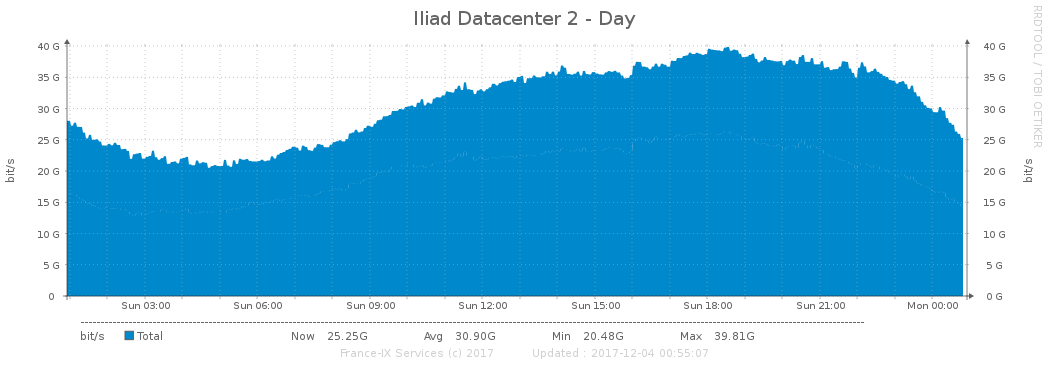 Iliad Datacenter 2 - Day
RRDTOOL / TOBI OETIKER
40 G 40 G
35 G 35 G
30 G 30 G
25 G 25 G
20 G 20 G
15 G 15 G
10 G 10 G
5 G 5 G
0 0 G
bit/s
bit/s
Sun 03:00 Sun 06:00 Sun 09:00 Sun 12:00 Sun 15:00 Sun 18:00 Sun 21:00 Mon 00:00
bit/s Total Now 25.25G Avg 30.90G Min 20.48G Max 39.81G
France-IX Services (c) 2017 Updated : 2017-12-04 00:55:07